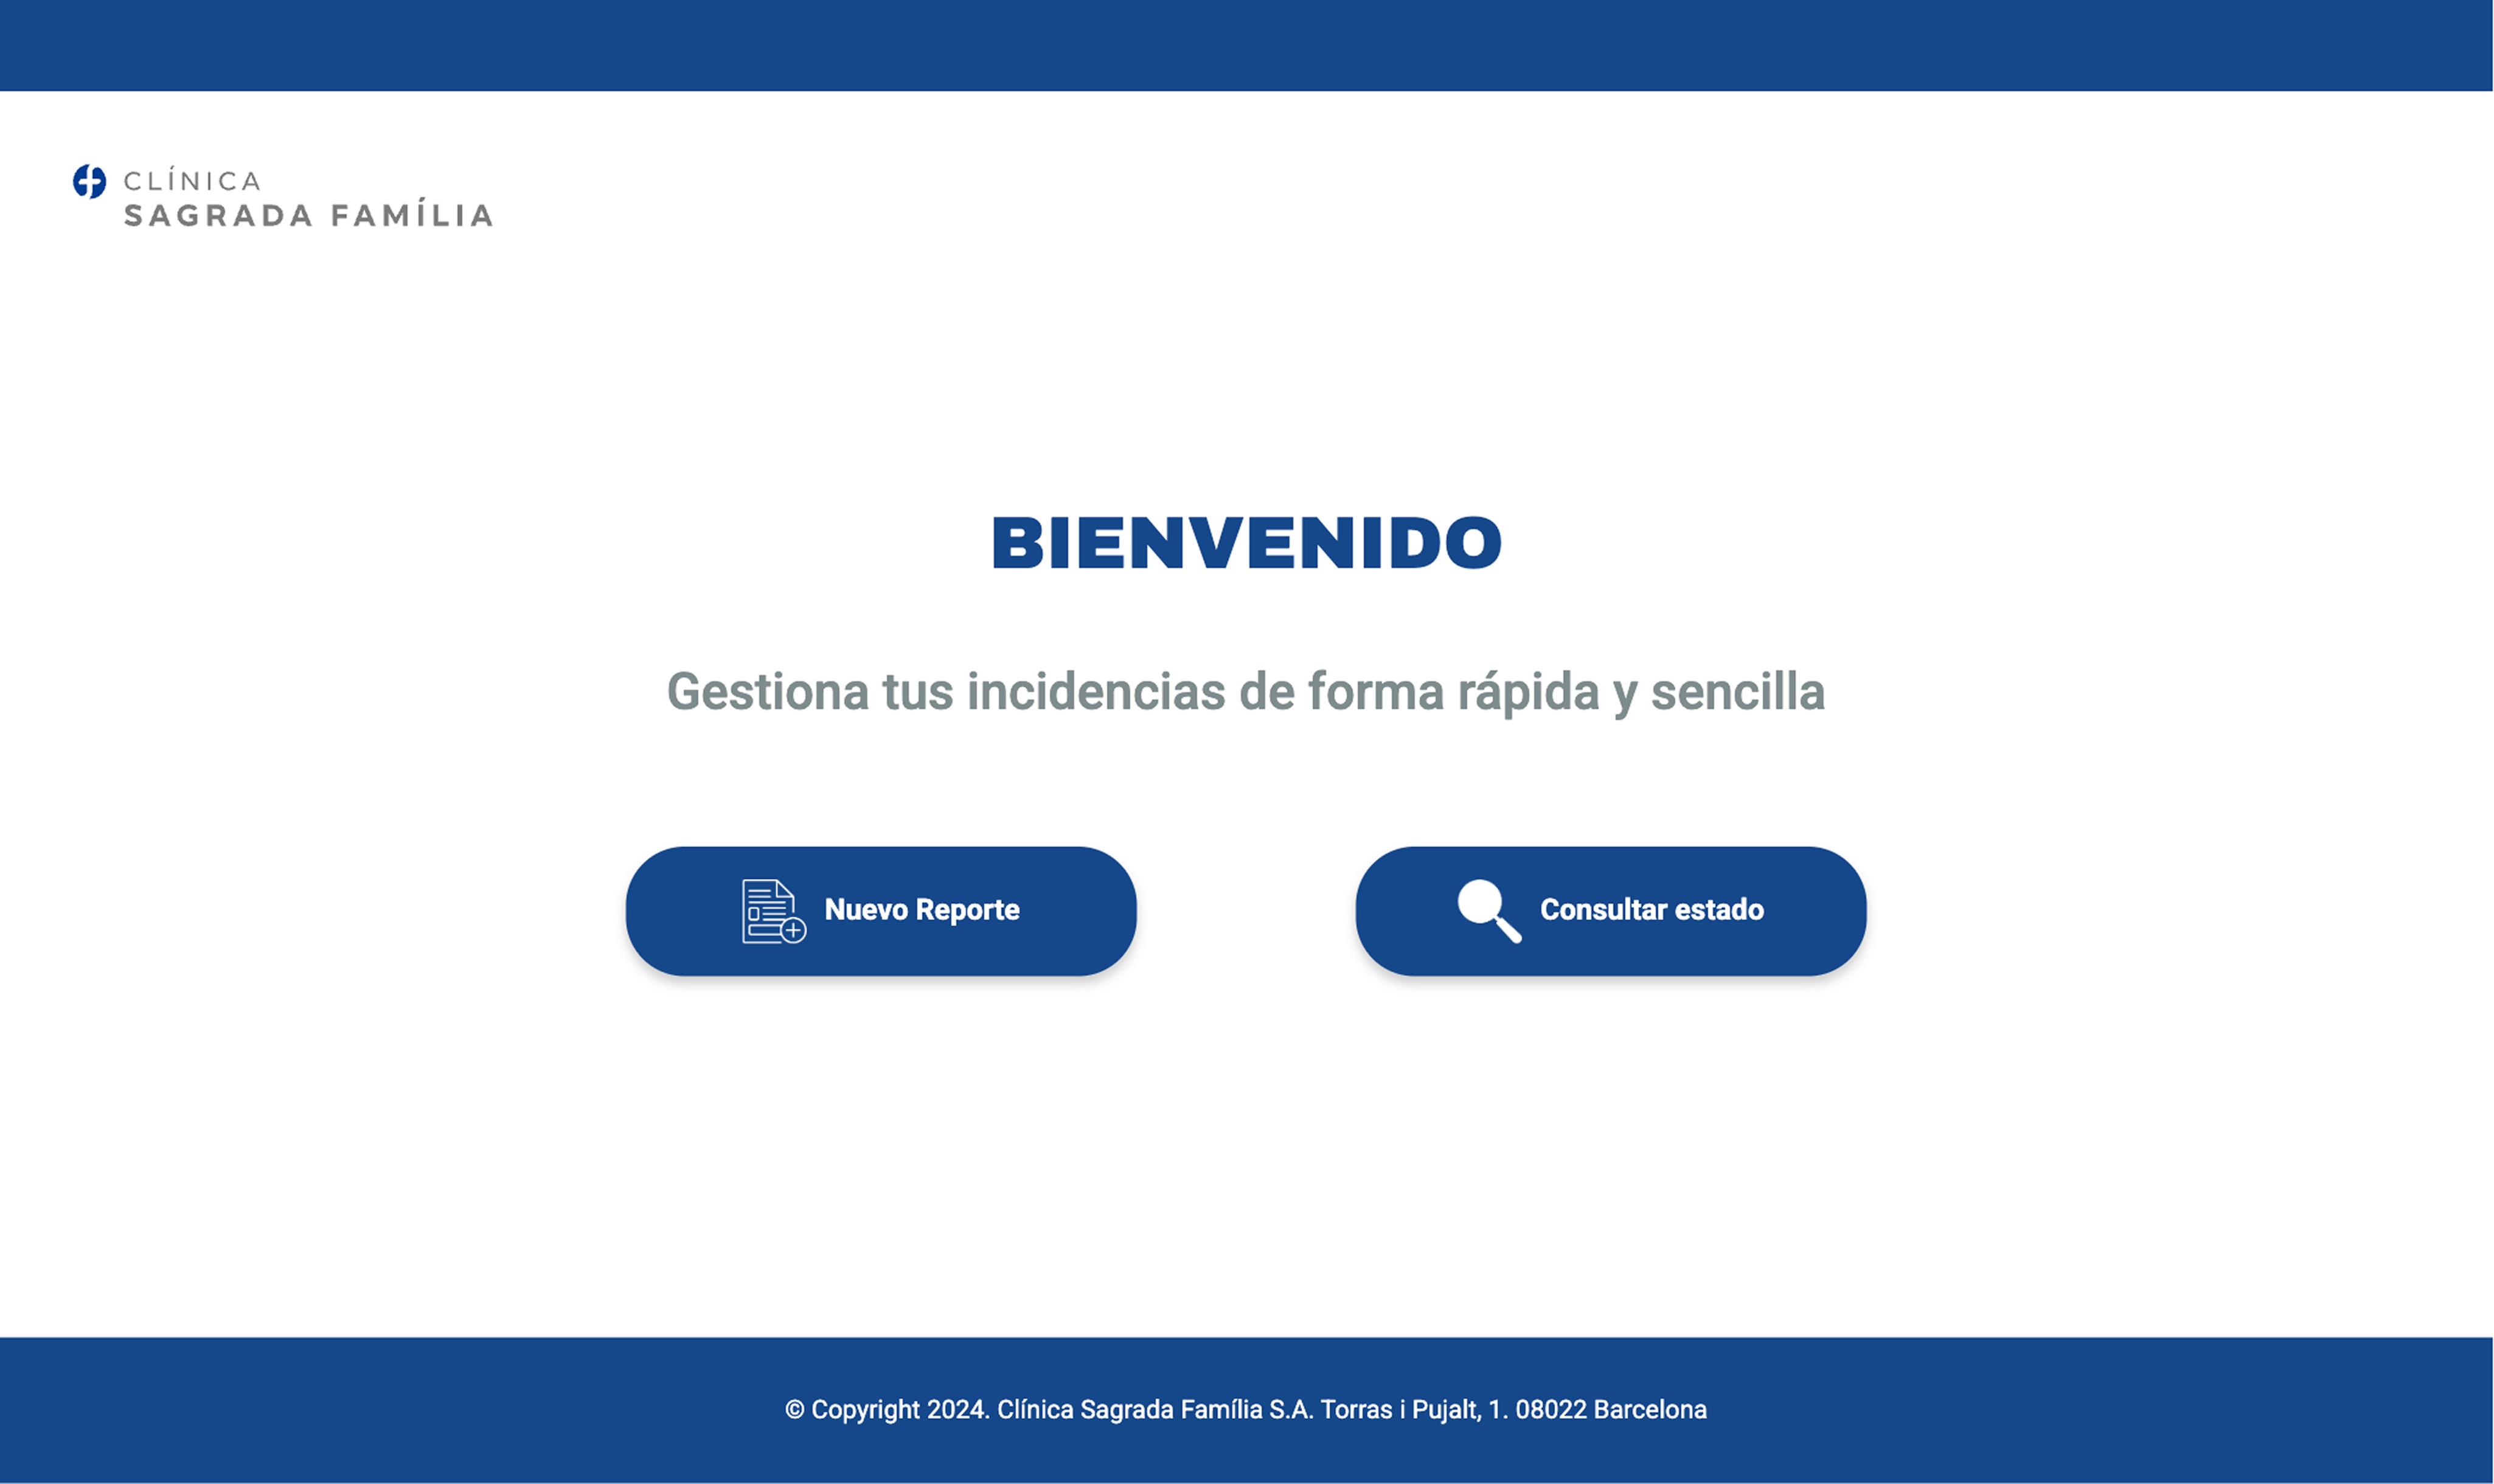 CLÍNICA
SAGRADA FAMÍLIA
BIENVENIDO
Gestiona tus incidencias de forma rápida y sencilla
Nuevo Reporte
Consultar estado
© Copyright 2024. Clínica Sagrada Família S.A. Torras i Pujalt, 1. 08022 Barcelona